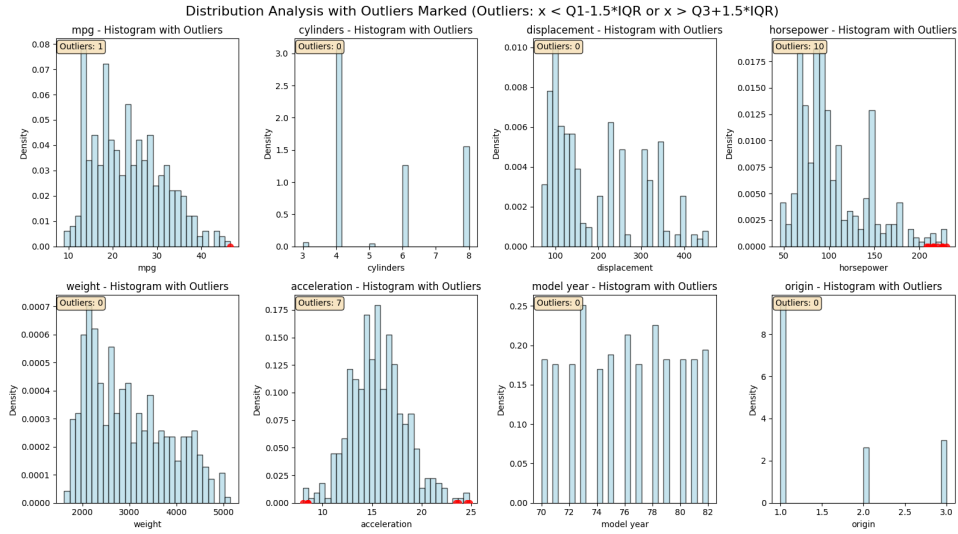 Distribution Analysis with Outliers Marked (Outliers: x < Q1-1.5*IQR or x > Q3+1.5*IQR)
mpg - Histogram with Outliers
Outliers: 1
Density
0.08
0.07
0.06
0.05
0.04
0.03
0.02
0.01
0.00
10 20 30 40
mpg
cylinders - Histogram with Outliers
Outliers: 0
Density
3.0
2.5
2.0
1.5
1.0
0.5
0.0
3 4 5 6 7 8
cylinders
displacement - Histogram with Outliers
Outliers: 0
Density
0.010
0.008
0.006
0.004
0.002
0.000
100 200 300 400
displacement
horsepower - Histogram with Outliers
Outliers: 10
Density
0.0175
0.0150
0.0125
0.0100
0.0075
0.0050
0.0025
0.0000
50 100 150 200
horsepower
weight - Histogram with Outliers
Outliers: 0
Density
0.0007
0.0006
0.0005
0.0004
0.0003
0.0002
0.0001
0.0000
2000 3000 4000 5000
weight
acceleration - Histogram with Outliers
Outliers: 7
Density
0.175
0.150
0.125
0.100
0.075
0.050
0.025
0.000
10 15 20 25
acceleration
model year - Histogram with Outliers
Outliers: 0
Density
0.25
0.20
0.15
0.10
0.05
0.00
70 72 74 76 78 80 82
model year
origin - Histogram with Outliers
Outliers: 0
Density
8
6
4
2
0
1.0 1.5 2.0 2.5 3.0
origin